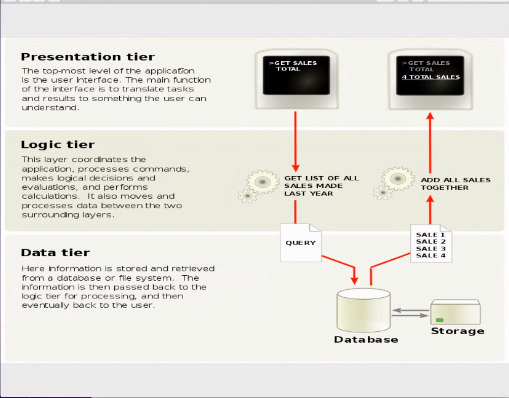 Presentation tier
The top-most level of the application
is the user interface. The main function
of the interface is to translate tasks
and results to something the user can
understand.
>GET SALES
TOTAL
>GET SALES
TOTAL
4 TOTAL SALES
Logic tier
This layer coordinates the
application, processes commands,
makes logical decisions and
evaluations, and performs
calculations. It also moves and
processes data between the two
surrounding layers.
GET LIST OF ALL
SALES MADE
LAST YEAR
ADD ALL SALES
TOGETHER
QUERY
SALE 1
SALE 2
SALE 3
SALE 4
Data tier
Here information is stored and retrieved
from a database or file system. The
information is then passed back to the
logic tier for processing, and then
eventually back to the user.
Database
Storage